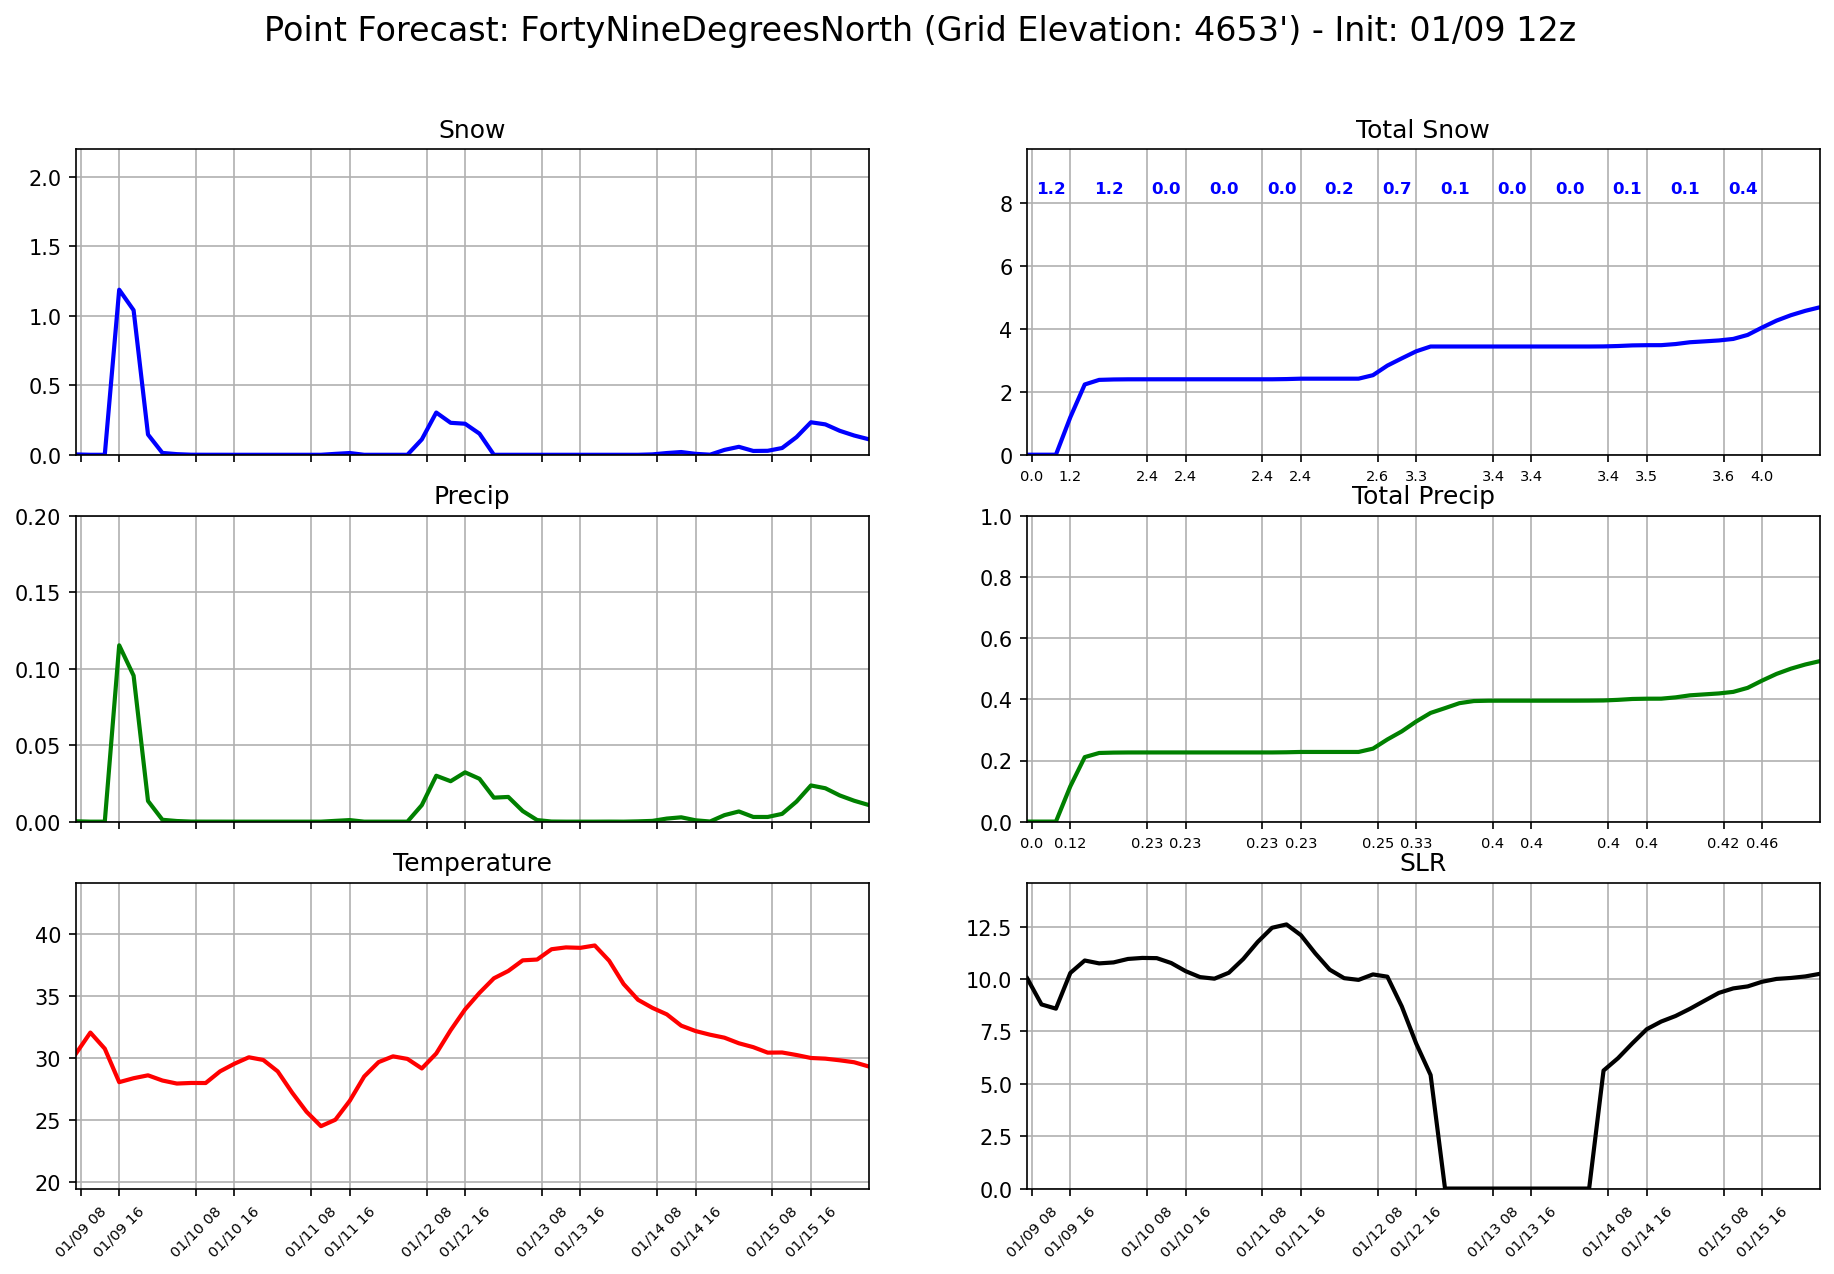 Point Forecast: FortyNineDegreesNorth (Grid Elevation: 4653') - Init: 01/09 12z
Snow
2.0
1.5
1.0
0.5
0.0
Total Snow
1.2 1.2 0.0 0.0 0.0 0.2 0.7 0.1 0.0 0.0 0.1 0.1 0.4
8
6
4
2
0
0.0 1.2 2.4 2.4 2.4 2.4 2.6 3.3 3.4 3.4 3.4 3.5 3.6 4.0
Precip
0.20
0.15
0.10
0.05
0.00
Total Precip
1.0
0.8
0.6
0.4
0.2
0.0
0.0 0.12 0.23 0.23 0.23 0.23 0.25 0.33 0.4 0.4 0.4 0.4 0.42 0.46
Temperature
40
35
30
25
20
01/09 08 01/09 16 01/10 08 01/10 16 01/11 08 01/11 16 01/12 08 01/12 16 01/13 08 01/13 16 01/14 08 01/14 16 01/15 08 01/15 16
SLR
12.5
10.0
7.5
5.0
2.5
0.0
01/09 08 01/09 16 01/10 08 01/10 16 01/11 08 01/11 16 01/12 08 01/12 16 01/13 08 01/13 16 01/14 08 01/14 16 01/15 08 01/15 16